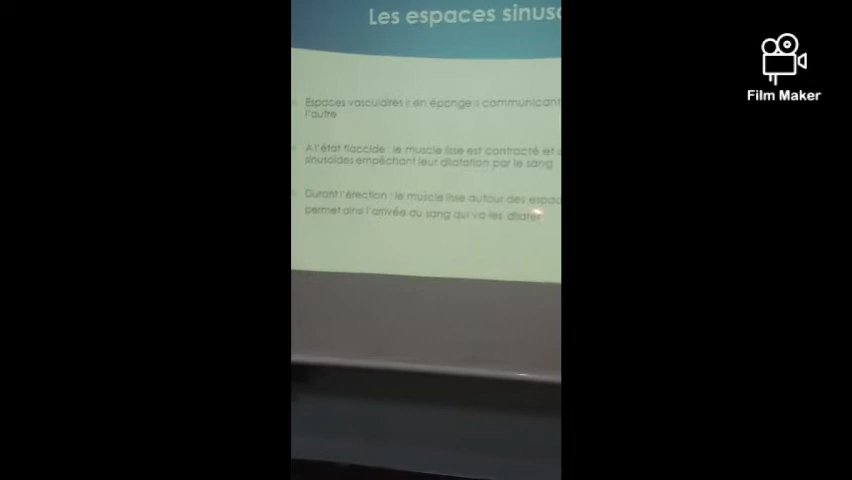 Les espaces sinuso
Film Maker
Espaces vasculaires « en éponge » communicant
l'autre
A l'état flaccide : le muscle lisse est contracté et s
sinusoïdes empêchant leur dilatation par le sang
Durant l'érection : le muscle lisse autour des espac
permet ainsi l'arrivée du sang qui va les dilater